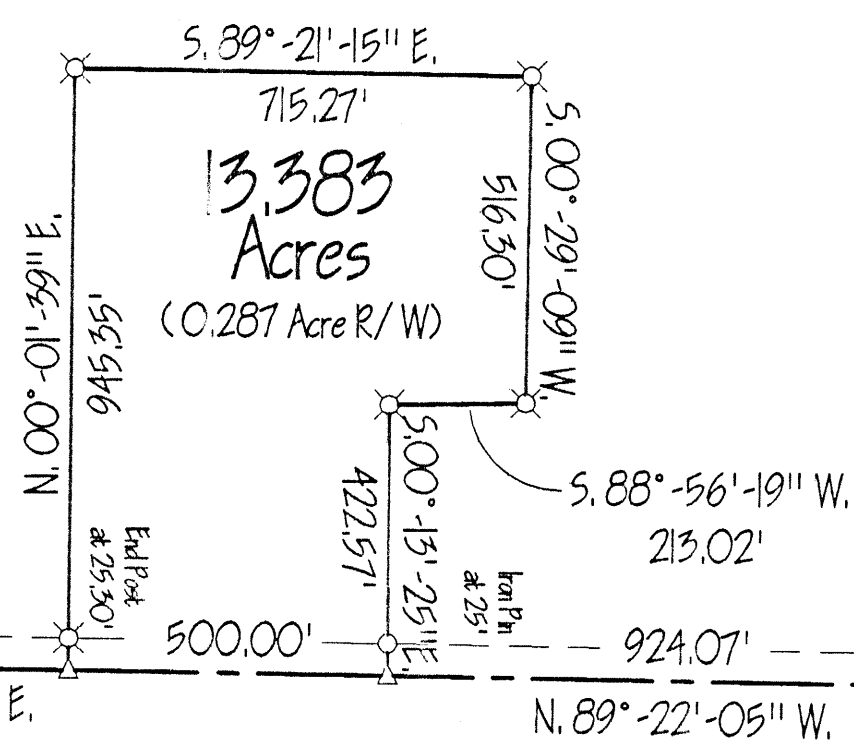 S. 89°-21'-15" E.
715.27'
13.383
Acres
(0.287 Acre R/W)
N. 00°-01'-39" E.
945.35'
516.30'
S. 00°-29'-09" W.
S. 88°-56'-19" W.
213.02'
422.57'
S. 00°-13'-25" E.
End Post
at 25.30'
Iron Pin
at 25'
500.00'
924.07'
E.
N. 89°-22'-05" W.